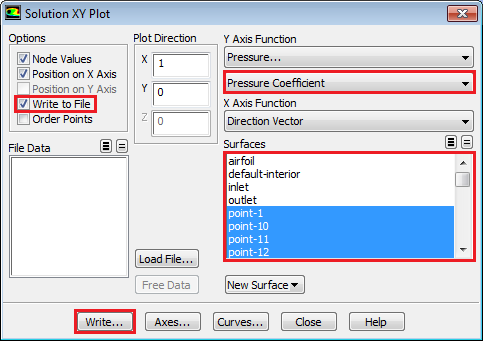 Solution XY Plot
Options
Node Values
Position on X Axis
Position on Y Axis
Write to File
Order Points
Plot Direction
X 1
Y 0
Z 0
Y Axis Function
Pressure...
Pressure Coefficient
X Axis Function
Direction Vector
File Data
Surfaces
airfoil
default-interior
inlet
outlet
point-1
point-10
point-11
point-12
Load File...
Free Data
New Surface
Write...
Axes...
Curves...
Close
Help